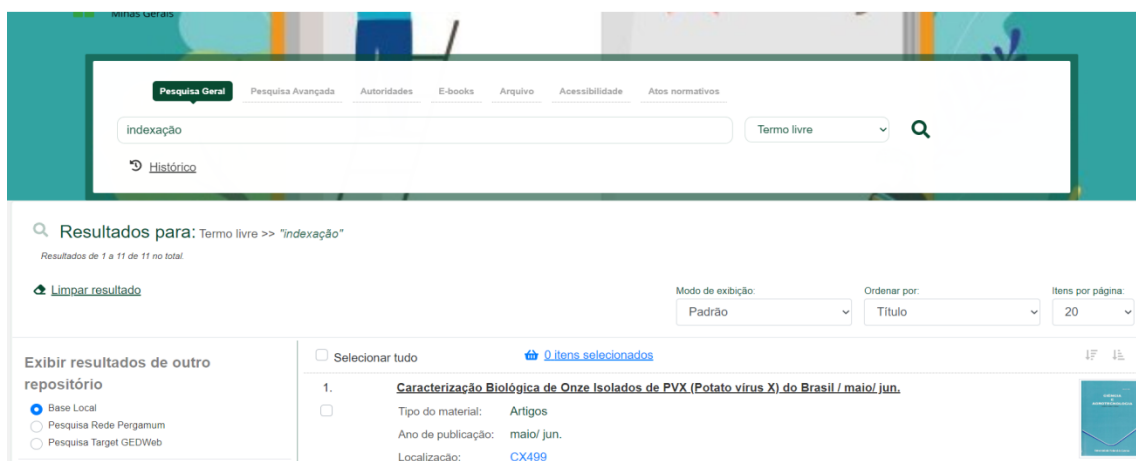 Minas Gerais
Pesquisa Geral Pesquisa Avançada Autoridades E-books Arquivo Acessibilidade Atos normativos
indexação Termo livre
Histórico
Resultados para: Termo livre >> "indexação"
Resultados de 1 a 11 de 11 no total.
Limpar resultado
Modo de exibição: Ordenar por: Itens por página:
Padrão Título 20
Exibir resultados de outro
repositório
Base Local
Pesquisa Rede Pergamum
Pesquisa Target GEDWeb
Selecionar tudo 0 itens selecionados
1. Caracterização Biológica de Onze Isolados de PVX (Potato vírus X) do Brasil / maio/ jun.
Tipo do material: Artigos
Ano de publicação: maio/ jun.
Localização: CX499